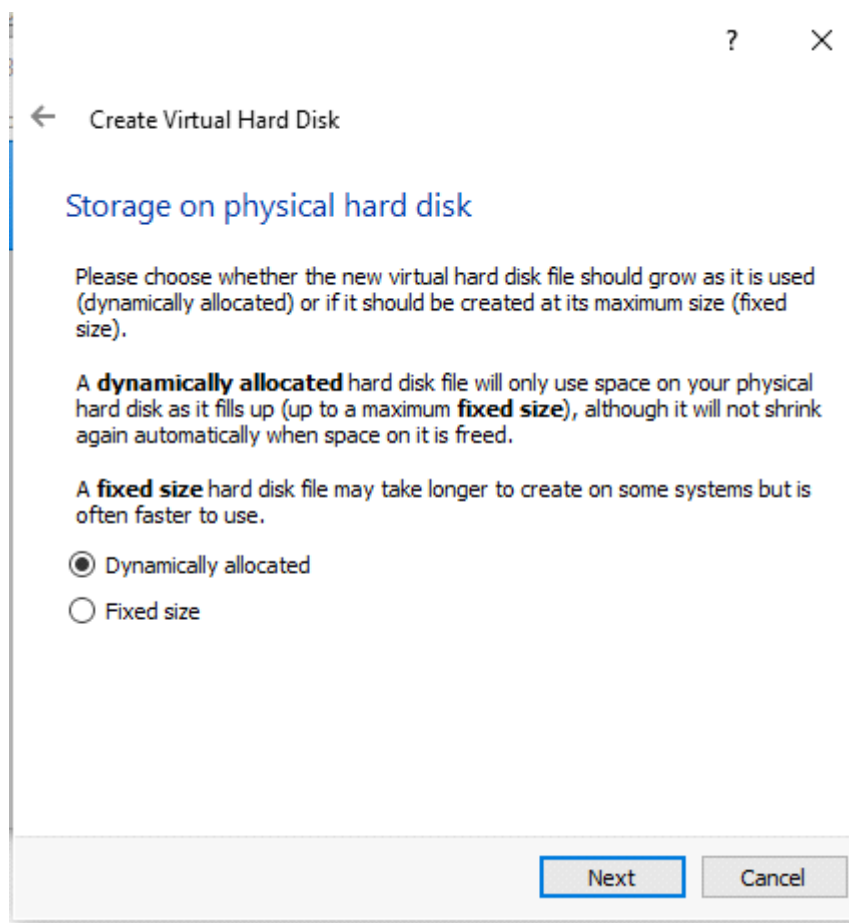 ?
Create Virtual Hard Disk
Storage on physical hard disk
Please choose whether the new virtual hard disk file should grow as it is used
(dynamically allocated) or if it should be created at its maximum size (fixed
size).
A dynamically allocated hard disk file will only use space on your physical
hard disk as it fills up (up to a maximum fixed size), although it will not shrink
again automatically when space on it is freed.
A fixed size hard disk file may take longer to create on some systems but is
often faster to use.
Dynamically allocated
Fixed size
Next Cancel